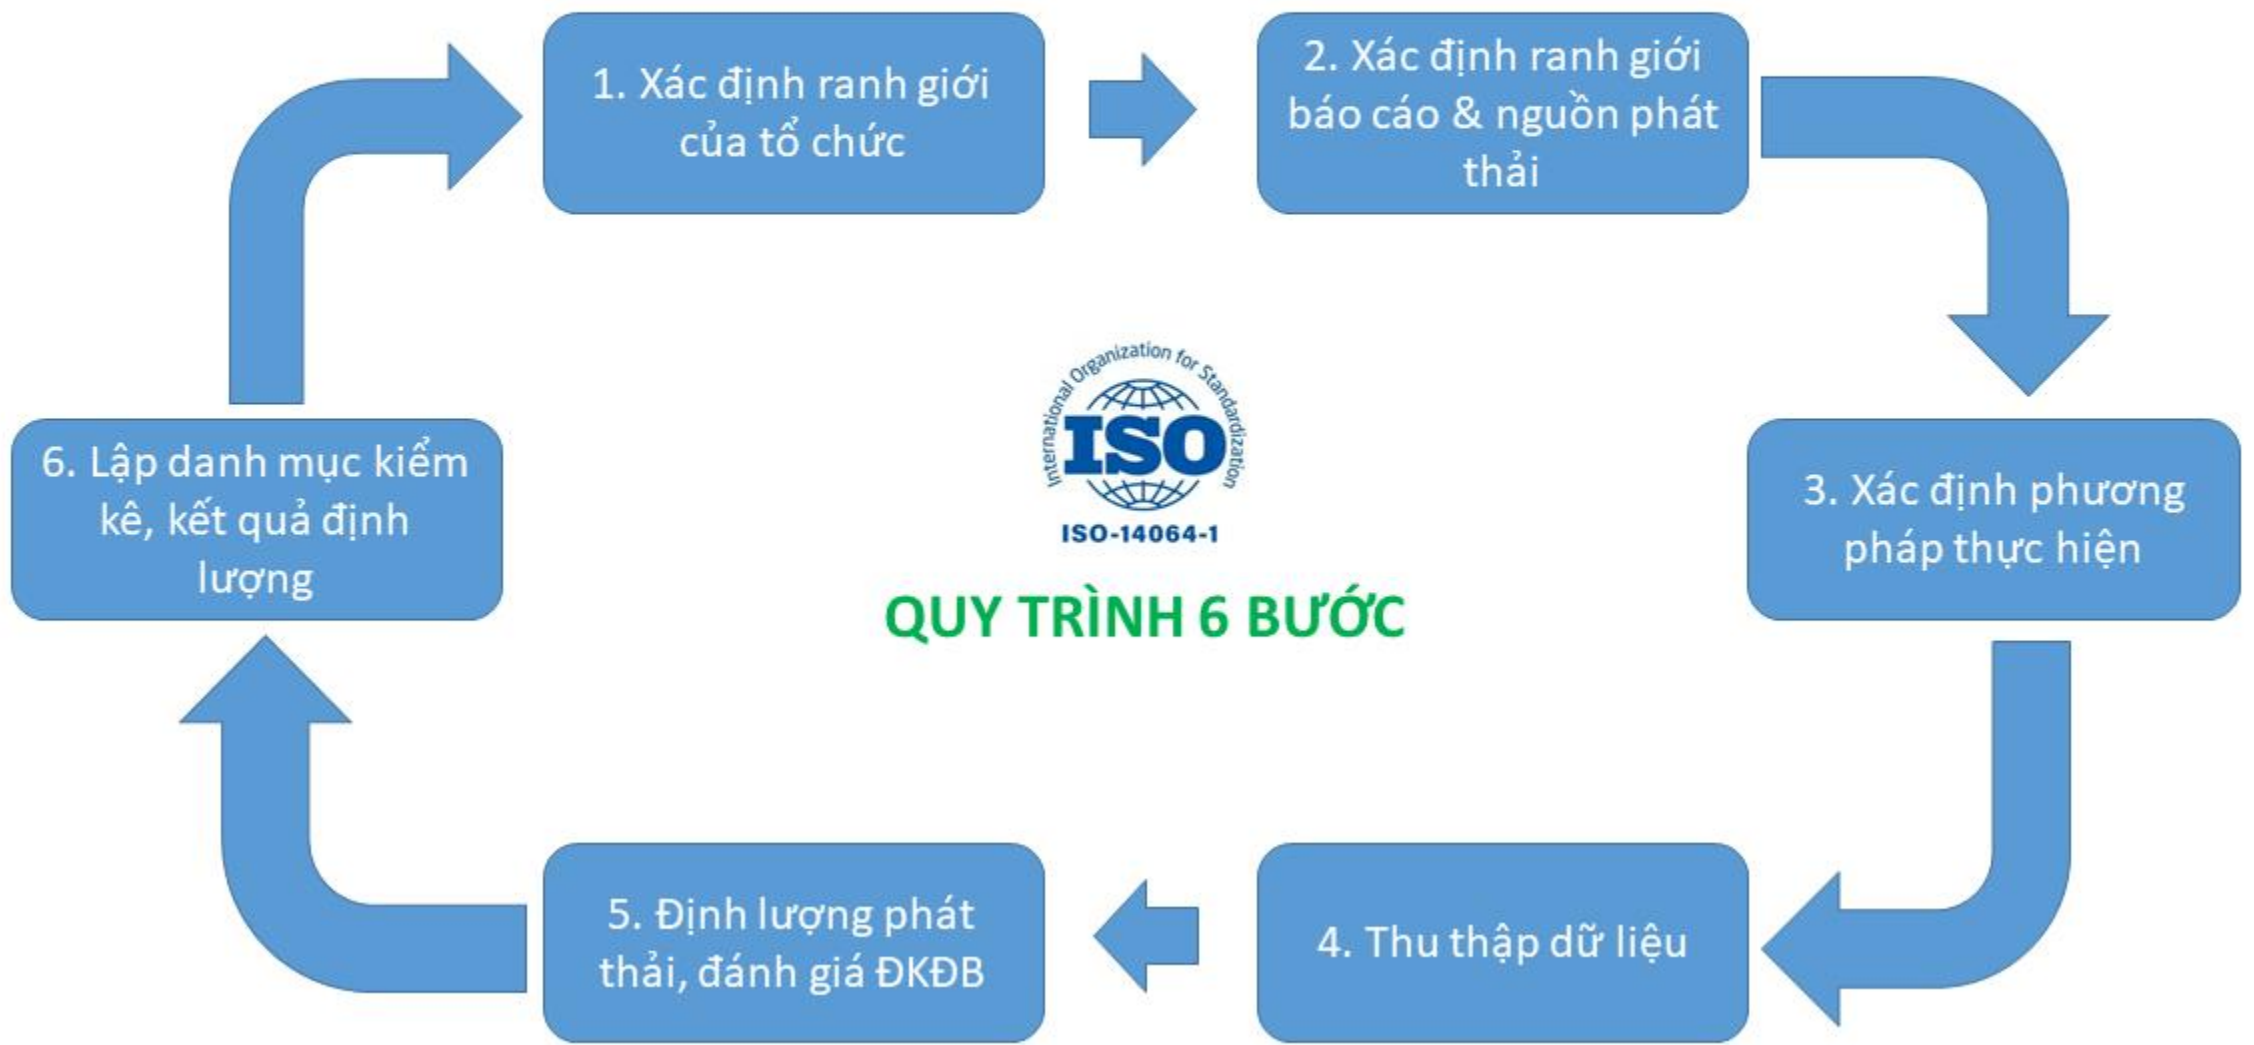 1. Xác định ranh giới
của tổ chức
2. Xác định ranh giới
báo cáo & nguồn phát
thải
3. Xác định phương
pháp thực hiện
4. Thu thập dữ liệu
5. Định lượng phát
thải, đánh giá ĐKĐB
6. Lập danh mục kiểm
kê, kết quả định
lượng
International Organization for Standardization
ISO
ISO-14064-1
QUY TRÌNH 6 BƯỚC